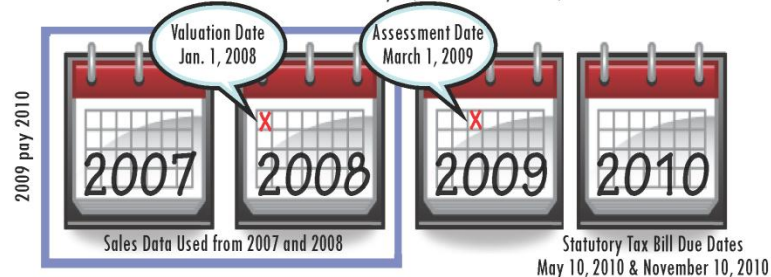 Valuation Date
Jan. 1, 2008
Assessment Date
March 1, 2009
2009 pay 2010
X
X
2007
2008
2009
2010
Sales Data Used from 2007 and 2008
Statutory Tax Bill Due Dates
May 10, 2010 & November 10, 2010